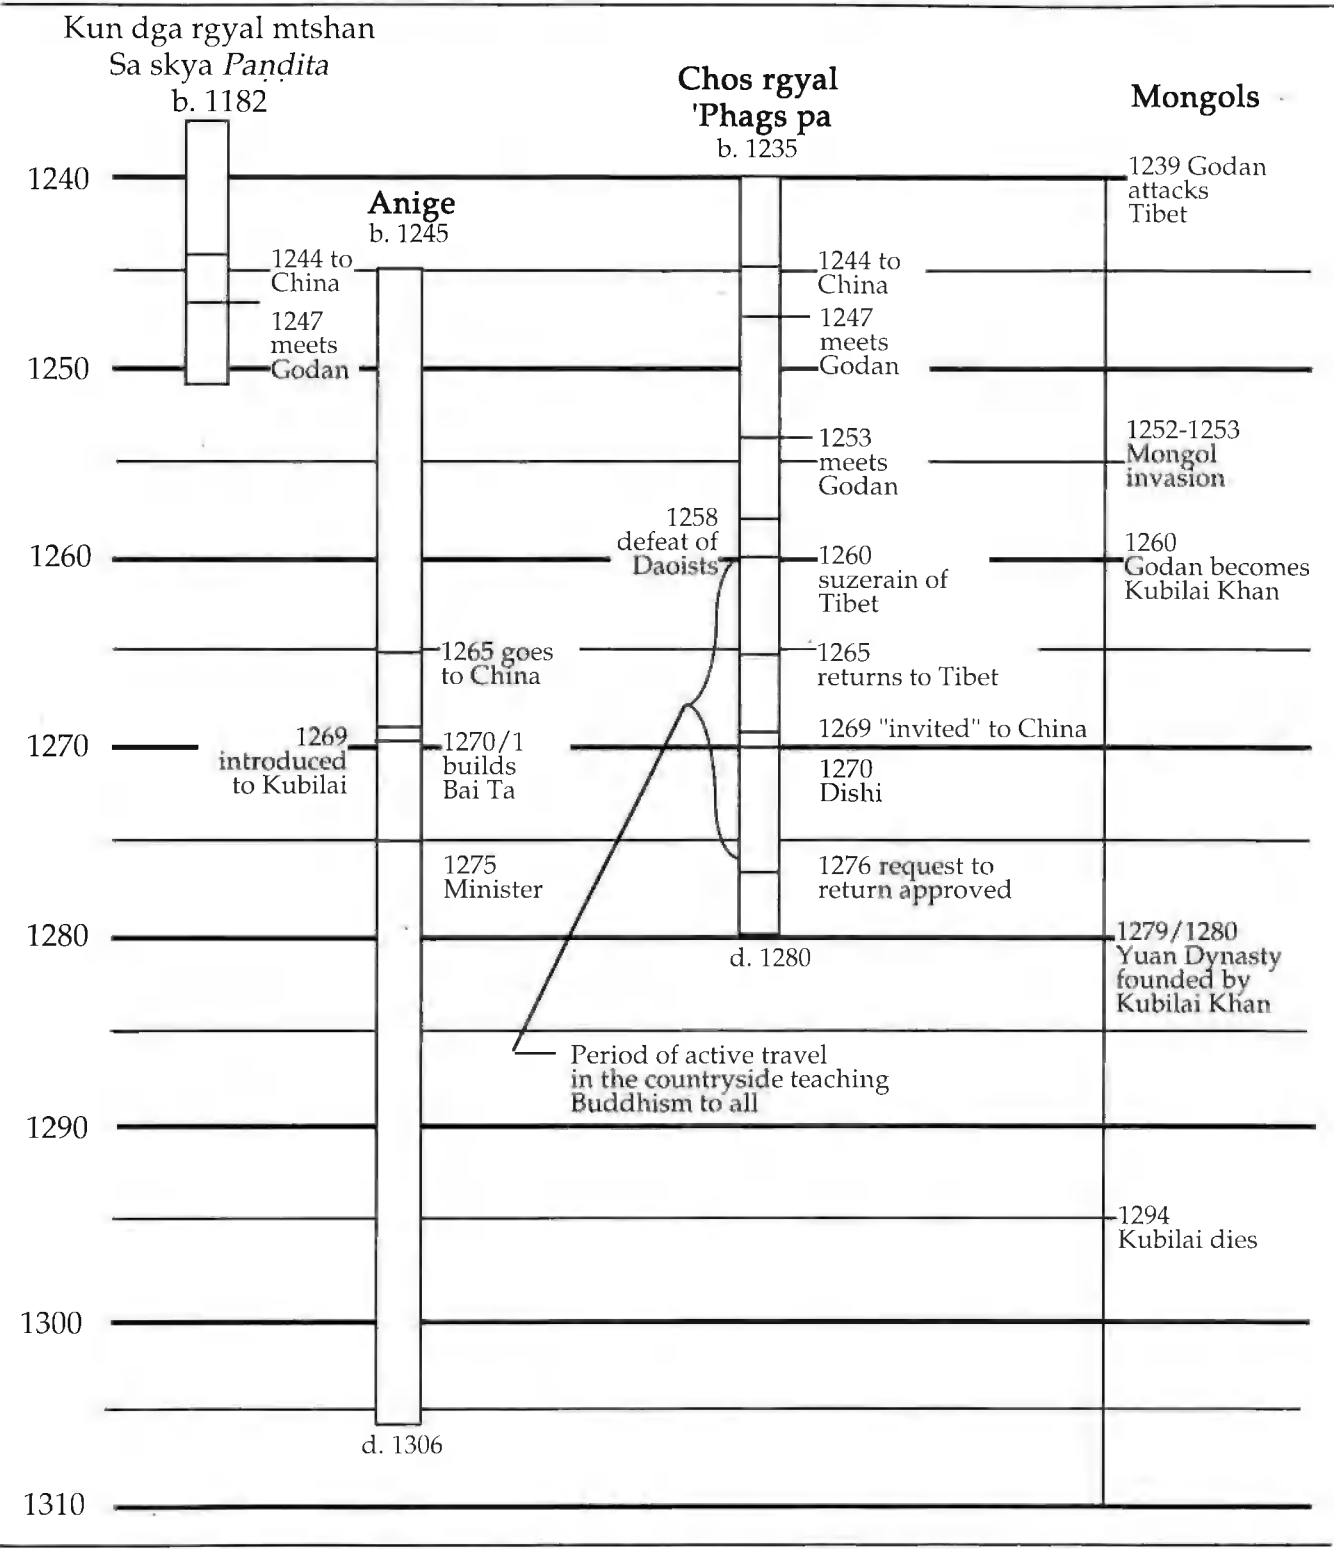 Kun dga rgyal mtshan
Sa skya Paṇḍita
b. 1182
Chos rgyal
'Phags pa
b. 1235
Mongols
1240
1250
1260
1270
1280
1290
1300
1310
1244 to
China
1247
meets
Godan
Anige
b. 1245
1265 goes
to China
1269
introduced
to Kubilai
1270/1
builds
Bai Ta
1275
Minister
d. 1306
1244 to
China
1247
meets
Godan
1253
meets
Godan
1258
defeat of
Daoists
1260
suzerain of
Tibet
1265
returns to Tibet
1269 "invited" to China
1270
Dishi
1276 request to
return approved
d. 1280
Period of active travel
in the countryside teaching
Buddhism to all
1239 Godan
attacks
Tibet
1252-1253
Mongol
invasion
1260
Godan becomes
Kubilai Khan
1279/1280
Yuan Dynasty
founded by
Kubilai Khan
1294
Kubilai dies